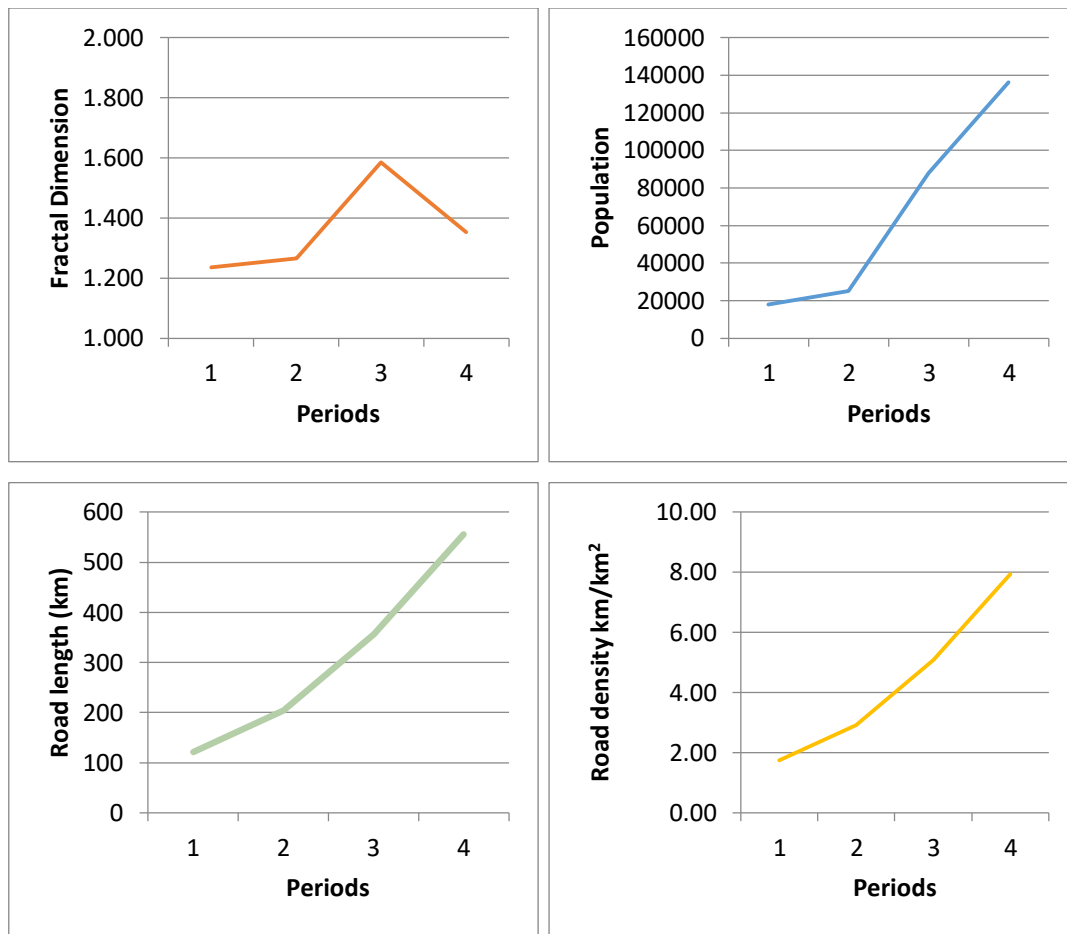 Fractal Dimension
2.000
1.800
1.600
1.400
1.200
1.000
1 2 3 4
Periods
Population
160000
140000
120000
100000
80000
60000
40000
20000
0
1 2 3 4
Periods
Road length (km)
600
500
400
300
200
100
0
1 2 3 4
Periods
Road density km/km²
10.00
8.00
6.00
4.00
2.00
0.00
1 2 3 4
Periods